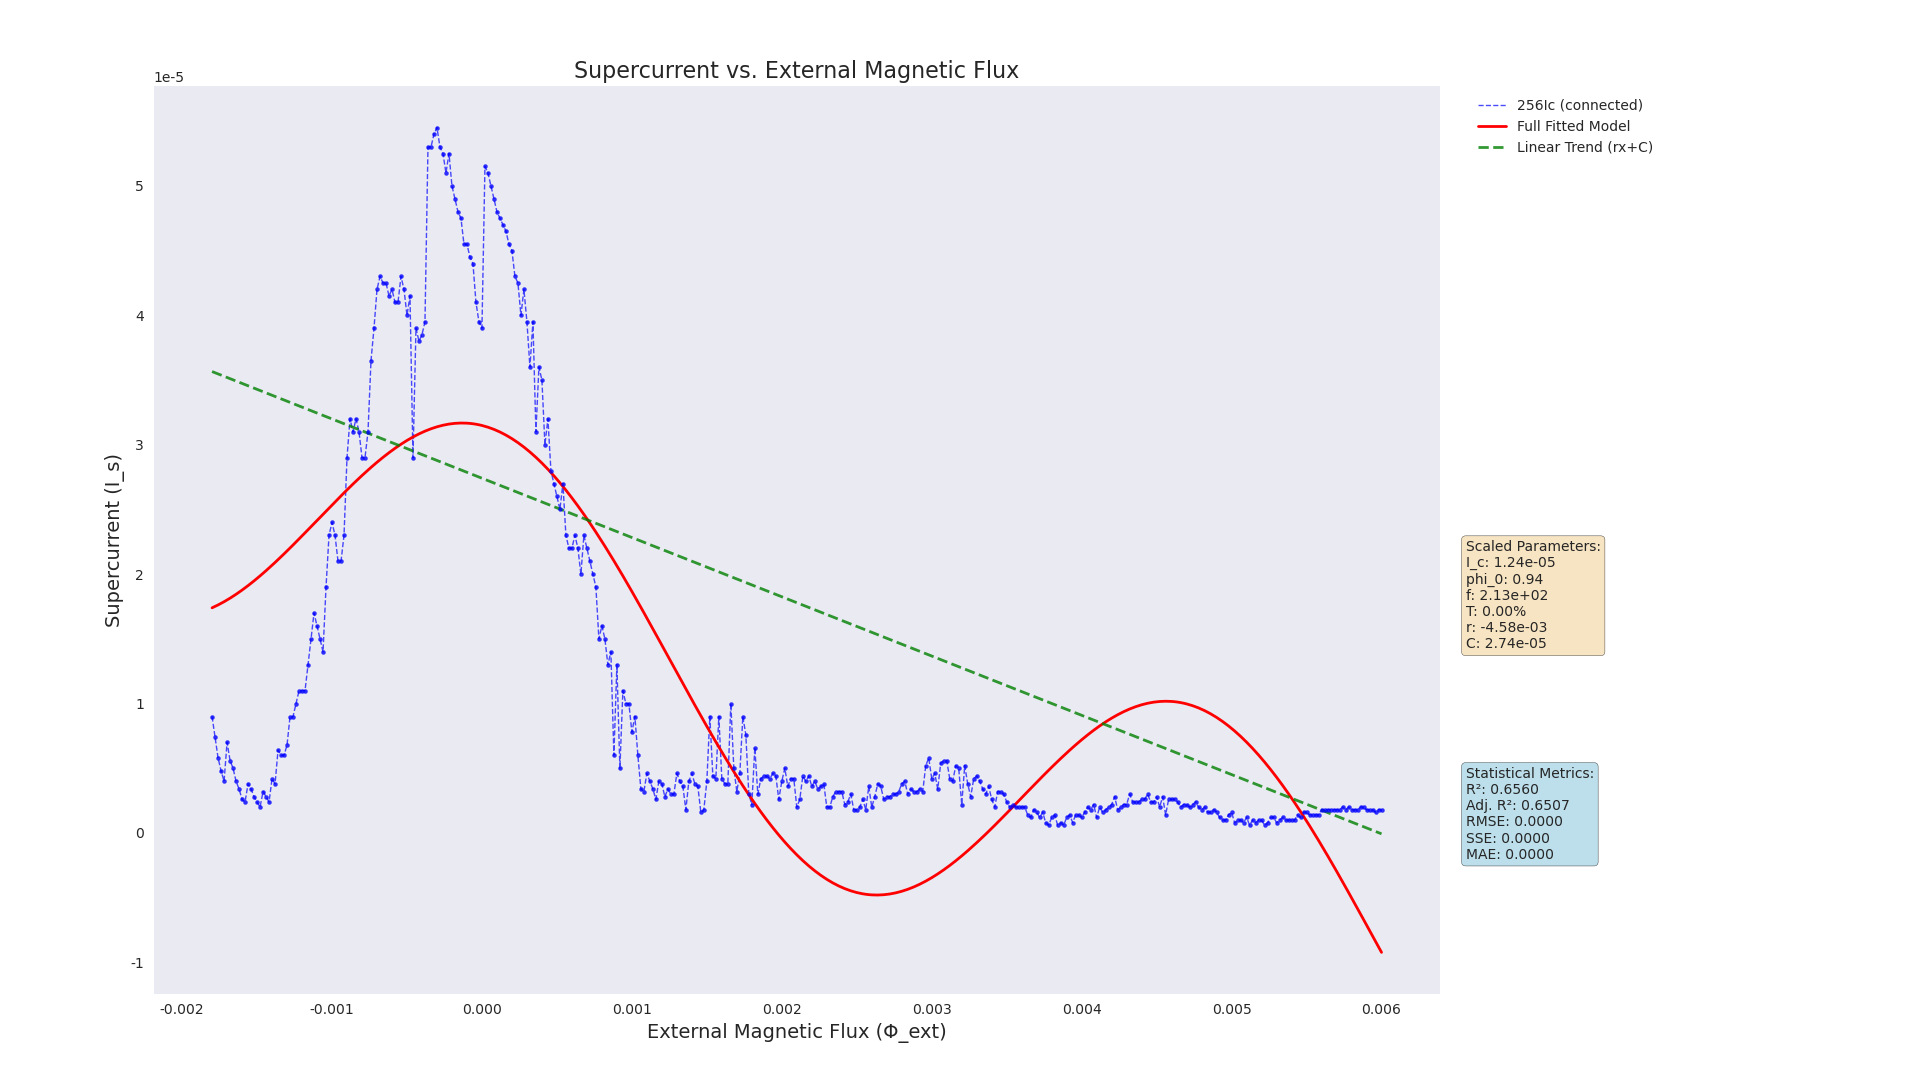 Supercurrent vs. External Magnetic Flux
1e-5
256Ic (connected)
Full Fitted Model
Linear Trend (rx+C)
5
4
3
2
1
0
-1
Supercurrent (I_s)
-0.002
-0.001
0.000
0.001
0.002
0.003
0.004
0.005
0.006
External Magnetic Flux (Φ_ext)
Scaled Parameters:
I_c: 1.24e-05
phi_0: 0.94
f: 2.13e+02
T: 0.00%
r: -4.58e-03
C: 2.74e-05
Statistical Metrics:
R²: 0.6560
Adj. R²: 0.6507
RMSE: 0.0000
SSE: 0.0000
MAE: 0.0000